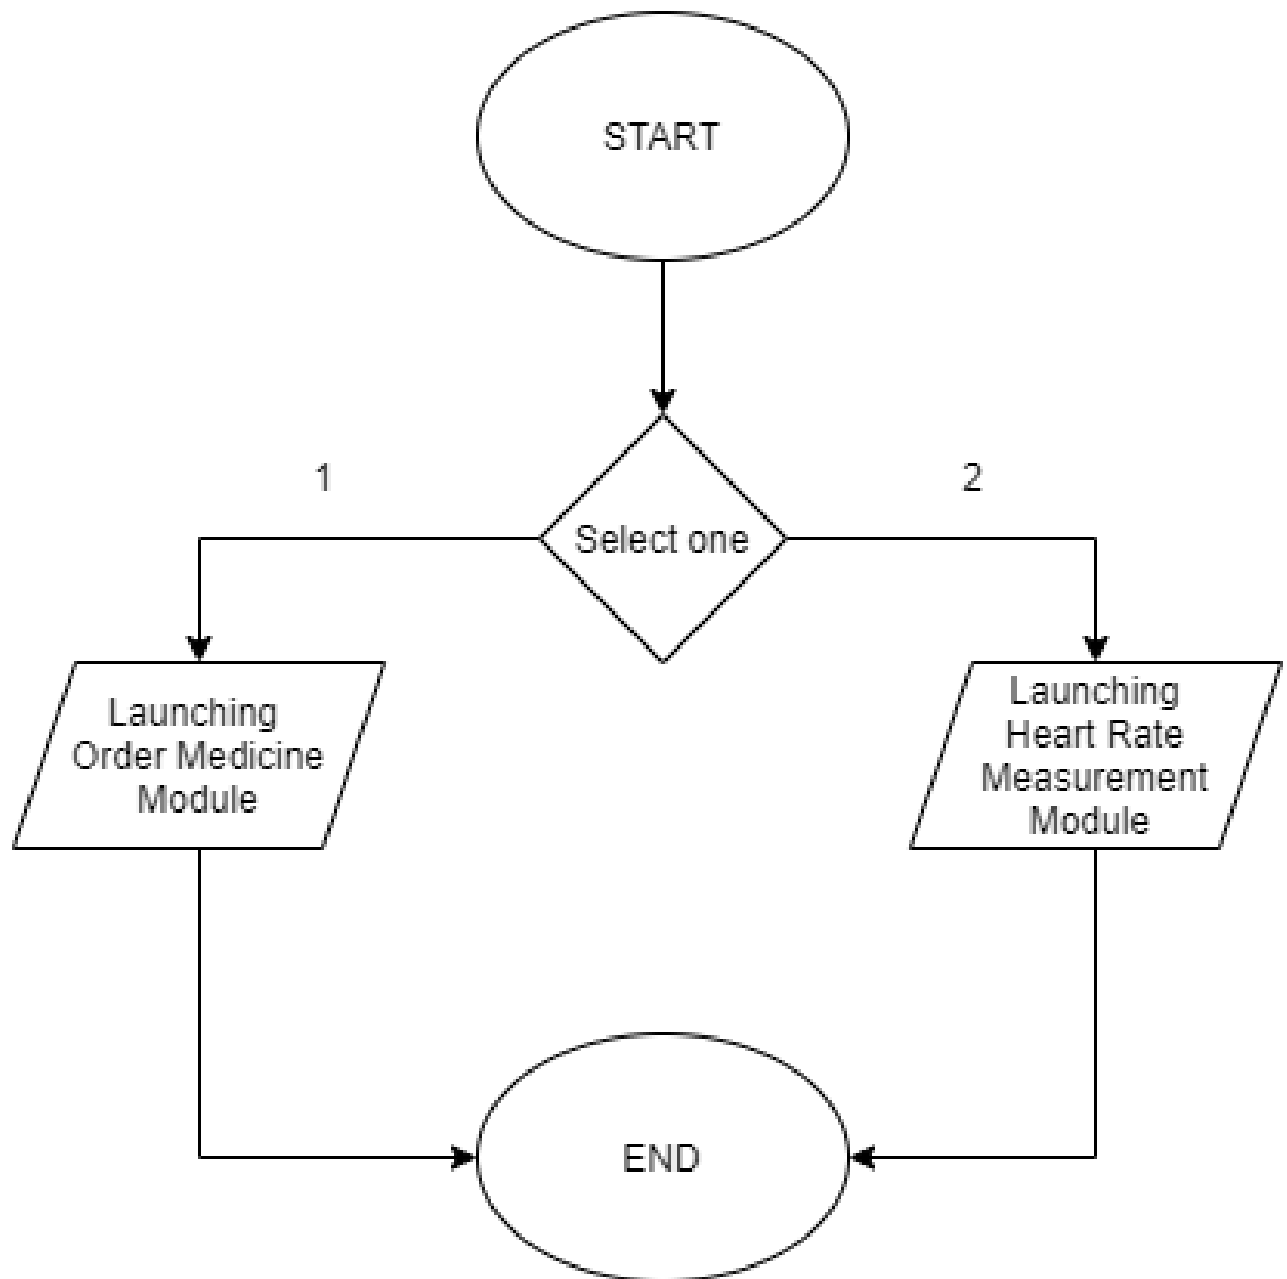 START
1
2
Select one
Launching
Order Medicine
Module
Launching
Heart Rate
Measurement
Module
END